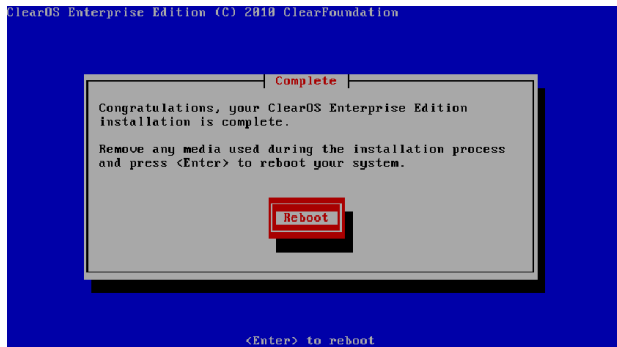 ClearOS Enterprise Edition (C) 2010 ClearFoundation
Complete
Congratulations, your ClearOS Enterprise Edition
installation is complete.
Remove any media used during the installation process
and press <Enter> to reboot your system.
Reboot
<Enter> to reboot